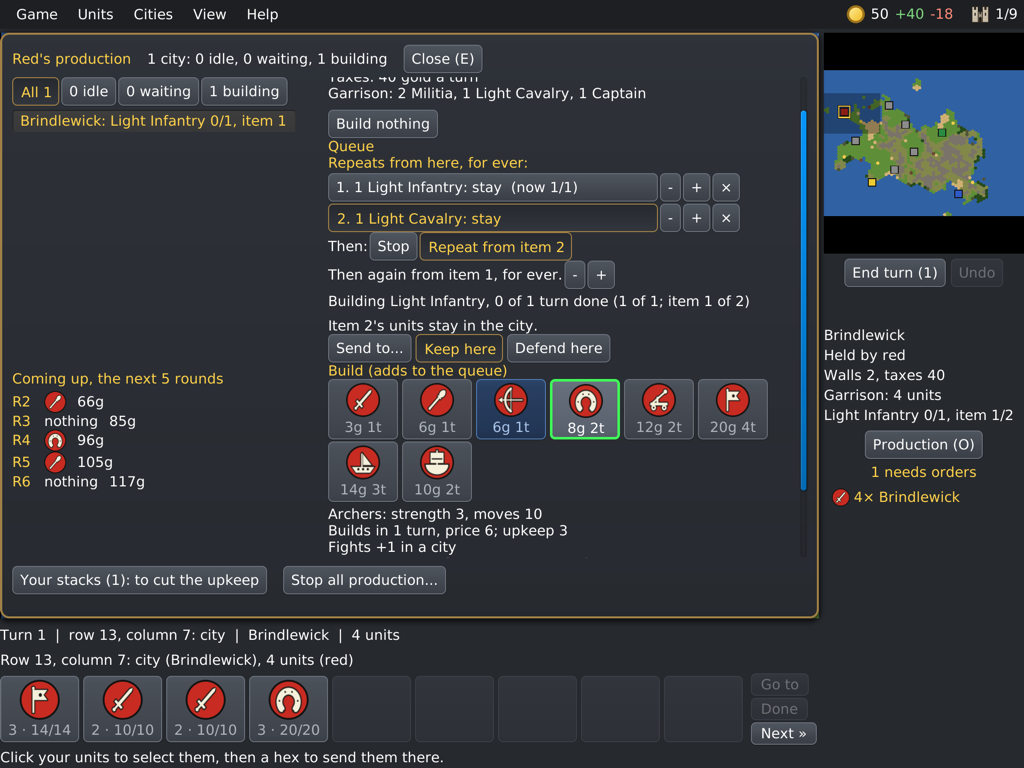 Game Units Cities View Help 50 +40 -18 1/9
Red's production 1 city: 0 idle, 0 waiting, 1 building Close (E)
All 1 0 idle 0 waiting 1 building
Brindlewick: Light Infantry 0/1, item 1
Taxes: 40 gold a turn
Garrison: 2 Militia, 1 Light Cavalry, 1 Captain
Build nothing
Queue
Repeats from here, for ever:
1. 1 Light Infantry: stay (now 1/1) - + ×
2. 1 Light Cavalry: stay - + ×
Then: Stop Repeat from item 2
Then again from item 1, for ever. - +
Building Light Infantry, 0 of 1 turn done (1 of 1; item 1 of 2)
Item 2's units stay in the city.
Send to... Keep here Defend here
Build (adds to the queue)
3g 1t 6g 1t 6g 1t 8g 2t 12g 2t 20g 4t
14g 3t 10g 2t
Archers: strength 3, moves 10
Builds in 1 turn, price 6; upkeep 3
Fights +1 in a city
Coming up, the next 5 rounds
R2 66g
R3 nothing 85g
R4 96g
R5 105g
R6 nothing 117g
Your stacks (1): to cut the upkeep Stop all production...
End turn (1) Undo
Brindlewick
Held by red
Walls 2, taxes 40
Garrison: 4 units
Light Infantry 0/1, item 1/2
Production (O)
1 needs orders
4× Brindlewick
Turn 1 | row 13, column 7: city | Brindlewick | 4 units
Row 13, column 7: city (Brindlewick), 4 units (red)
3 · 14/14 2 · 10/10 2 · 10/10 3 · 20/20
Go to
Done
Next »
Click your units to select them, then a hex to send them there.